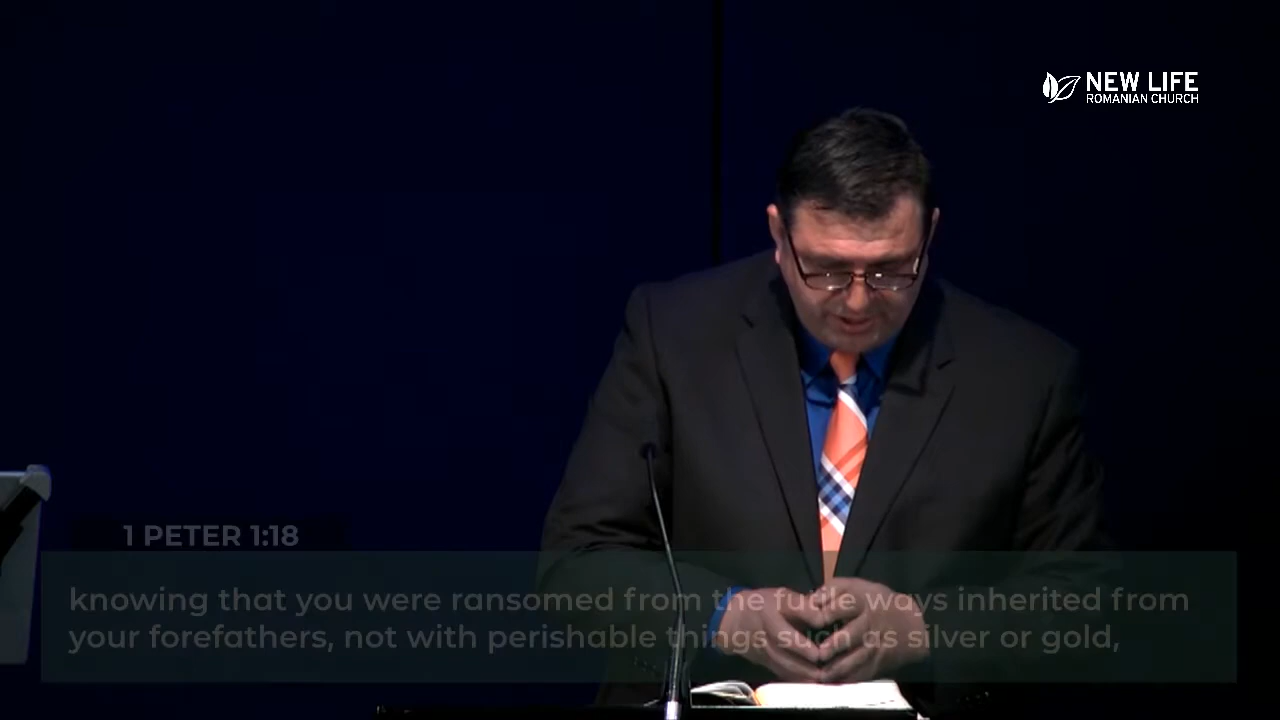 NEW LIFE
ROMANIAN CHURCH
1 PETER 1:18
knowing that you were ransomed from the futile ways inherited from
your forefathers, not with perishable things such as silver or gold,